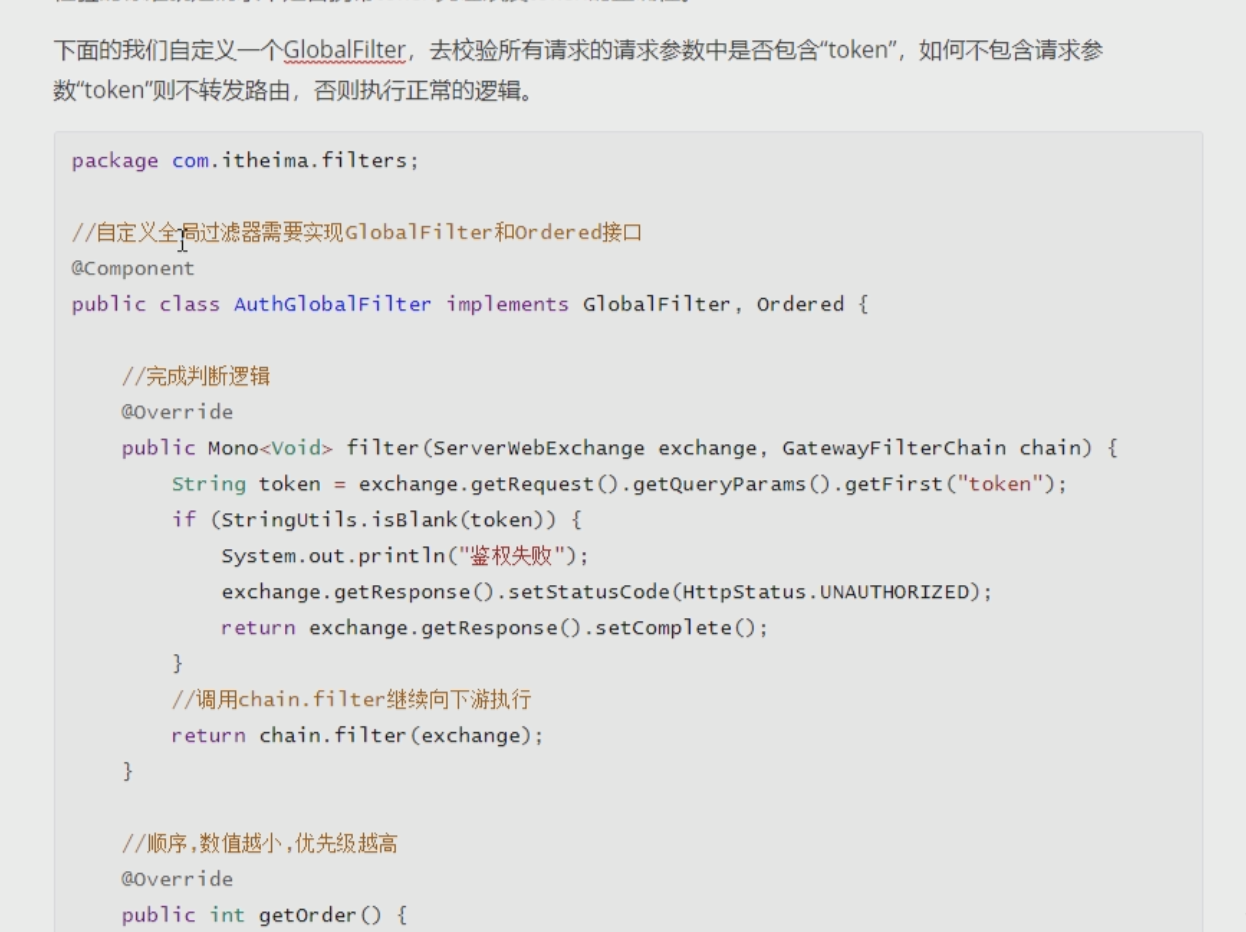 下面的我们自定义一个GlobalFilter，去校验所有请求的请求参数中是否包含“token”，如何不包含请求参
数“token”则不转发路由，否则执行正常的逻辑。
package com.itheima.filters;
//自定义全局过滤器需要实现GlobalFilter和Ordered接口
@Component
public class AuthGlobalFilter implements GlobalFilter, Ordered {
//完成判断逻辑
@Override
public Mono<Void> filter(ServerWebExchange exchange, GatewayFilterChain chain) {
String token = exchange.getRequest().getQueryParams().getFirst("token");
if (StringUtils.isBlank(token)) {
System.out.println("鉴权失败");
exchange.getResponse().setStatusCode(HttpStatus.UNAUTHORIZED);
return exchange.getResponse().setComplete();
}
//调用chain.filter继续向下游执行
return chain.filter(exchange);
}
//顺序,数值越小,优先级越高
@Override
public int getOrder() {